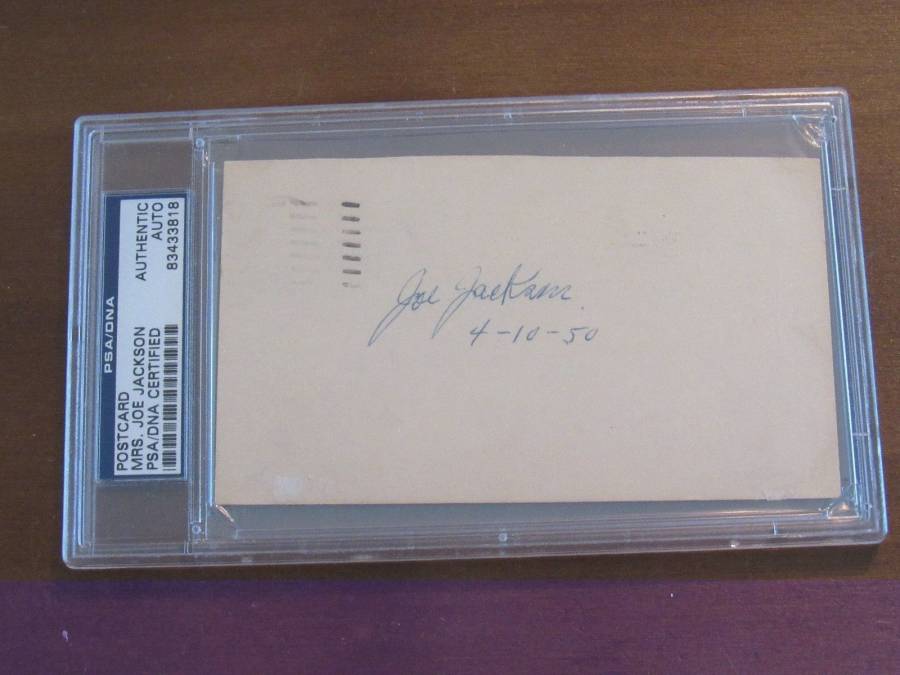 PSA/DNA
POSTCARD
MRS. JOE JACKSON
PSA/DNA CERTIFIED
AUTHENTIC
AUTO
83433818
Joe Jackson
4-10-50